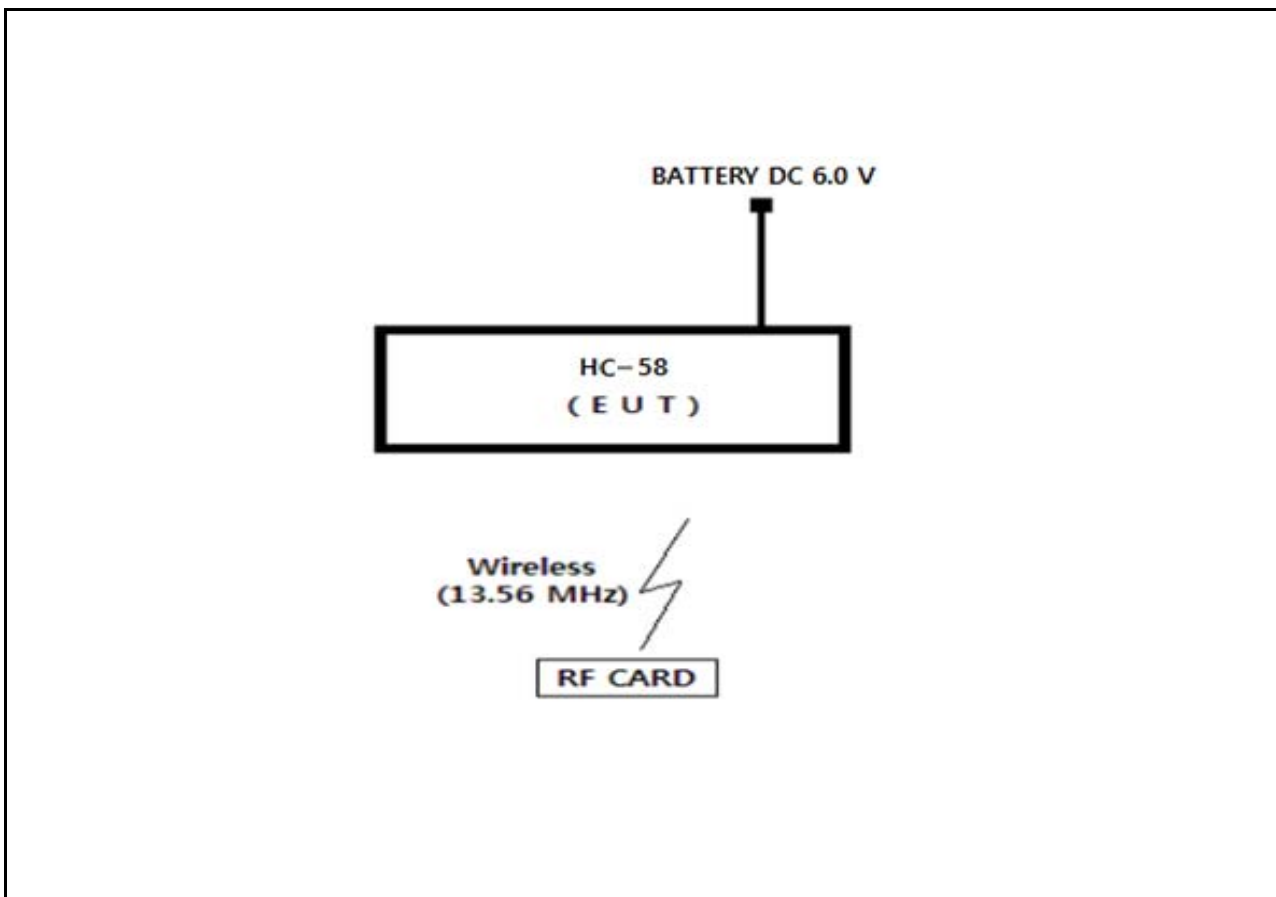 BATTERY DC 6.0 V
HC-58
( E U T )
Wireless
(13.56 MHz)
RF CARD